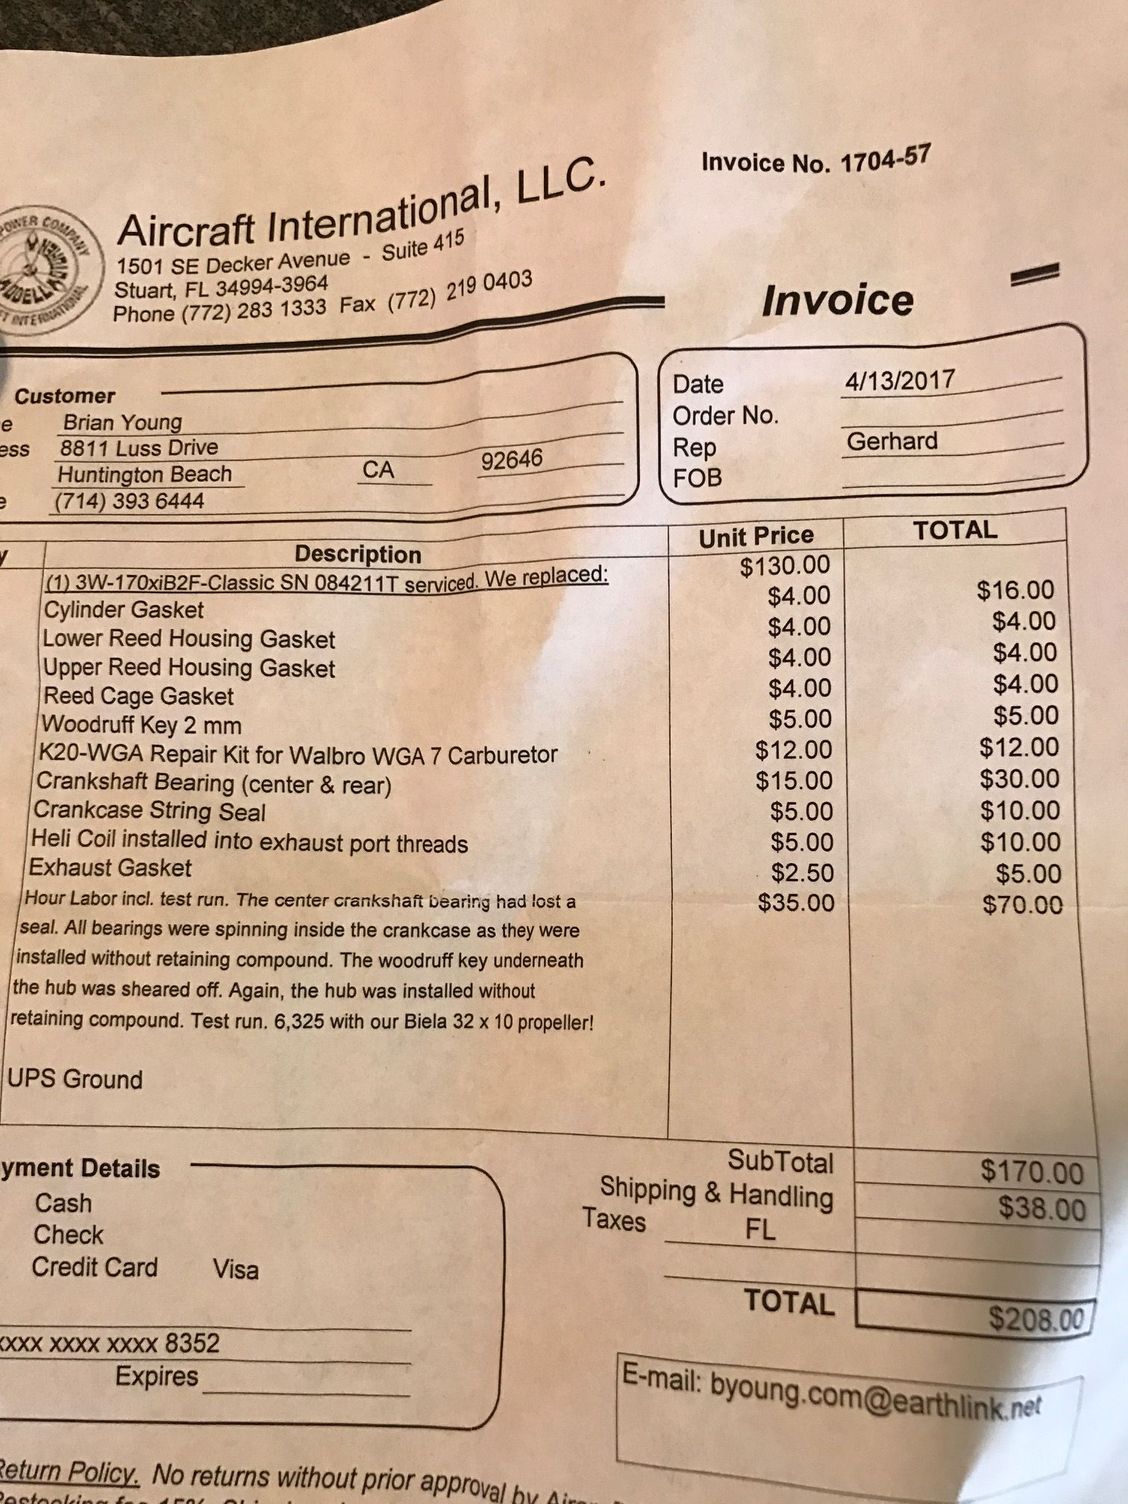 Invoice No. 1704-57
Aircraft International, LLC.
1501 SE Decker Avenue - Suite 415
Stuart, FL 34994-3964
Phone (772) 283 1333 Fax (772) 219 0403
POWER COMPANY
Invoice
Customer
Brian Young
8811 Luss Drive
Huntington Beach CA 92646
(714) 393 6444
Date 4/13/2017
Order No.
Rep Gerhard
FOB
Description Unit Price TOTAL
(1) 3W-170xiB2F-Classic SN 084211T serviced. We replaced: $130.00
Cylinder Gasket $4.00 $16.00
Lower Reed Housing Gasket $4.00 $4.00
Upper Reed Housing Gasket $4.00 $4.00
Reed Cage Gasket $4.00 $4.00
Woodruff Key 2 mm $5.00 $5.00
K20-WGA Repair Kit for Walbro WGA 7 Carburetor $12.00 $12.00
Crankshaft Bearing (center & rear) $15.00 $30.00
Crankcase String Seal $5.00 $10.00
Heli Coil installed into exhaust port threads $5.00 $10.00
Exhaust Gasket $2.50 $5.00
Hour Labor incl. test run. The center crankshaft bearing had lost a $35.00 $70.00
seal. All bearings were spinning inside the crankcase as they were
installed without retaining compound. The woodruff key underneath
the hub was sheared off. Again, the hub was installed without
retaining compound. Test run. 6,325 with our Biela 32 x 10 propeller!
UPS Ground
SubTotal $170.00
Shipping & Handling $38.00
Taxes FL
TOTAL $208.00
yment Details
Cash
Check
Credit Card Visa
xxxx xxxx xxxx 8352
Expires
E-mail: byoung.com@earthlink.net
Return Policy. No returns without prior approval by